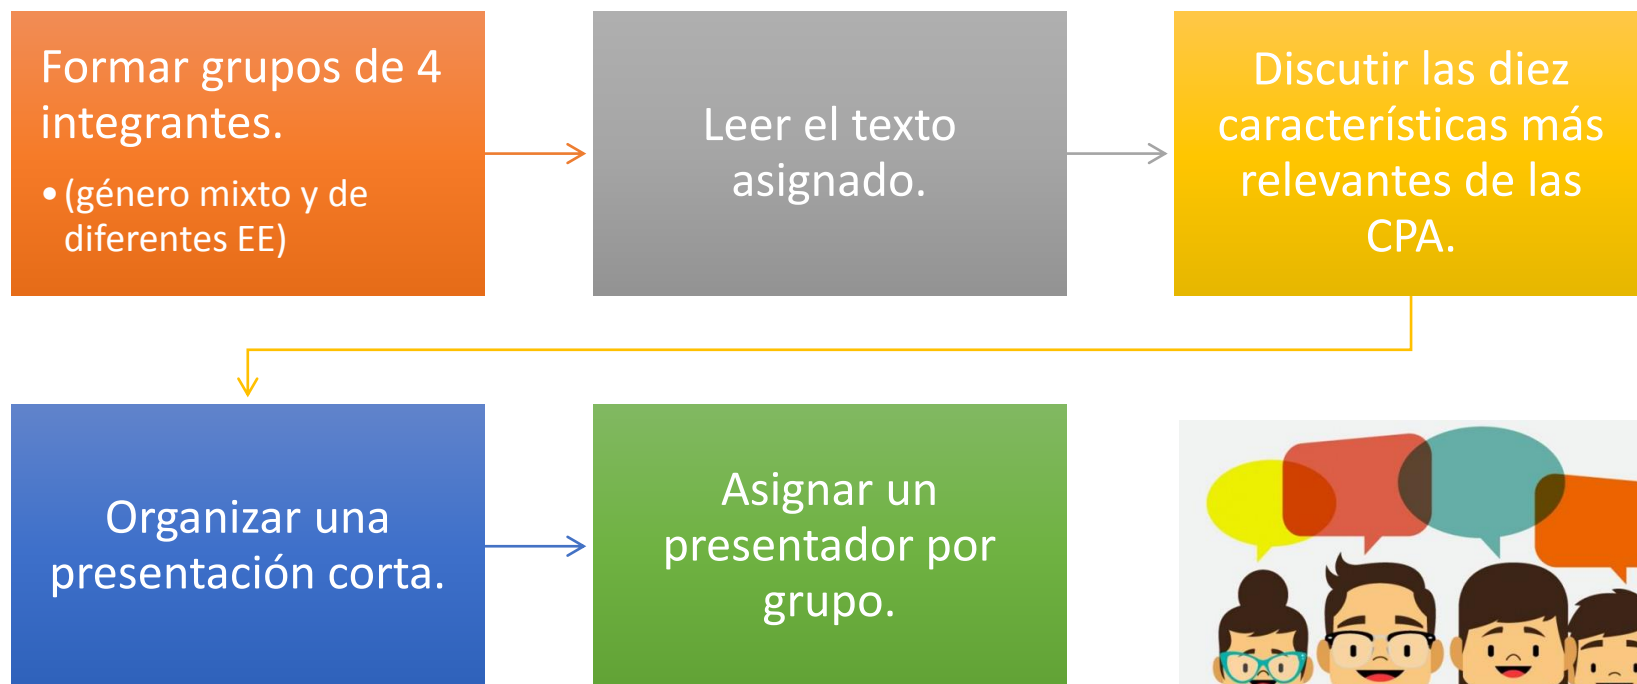 Formar grupos de 4
integrantes.
• (género mixto y de
diferentes EE)
Leer el texto
asignado.
Discutir las diez
características más
relevantes de las
CPA.
Organizar una
presentación corta.
Asignar un
presentador por
grupo.